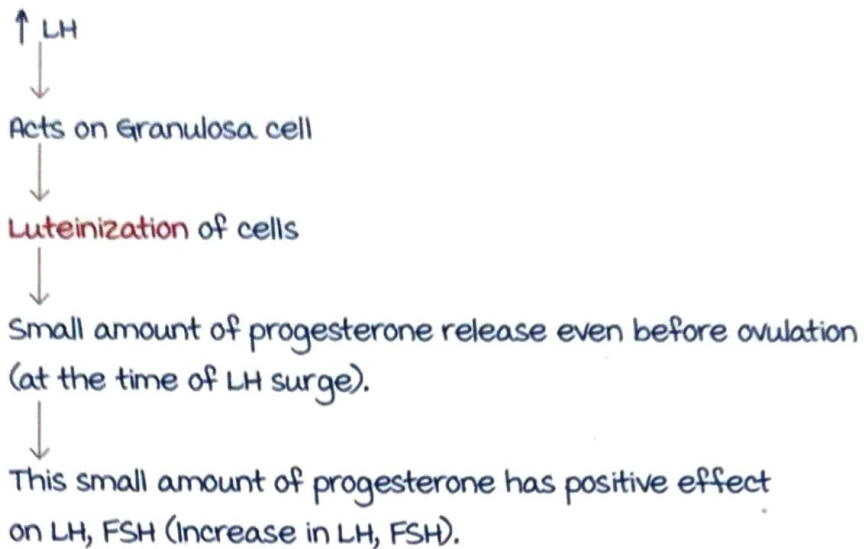 ↑ LH
Acts on Granulosa cell
Luteinization of cells
Small amount of progesterone release even before ovulation
(at the time of LH surge).
This small amount of progesterone has positive effect
on LH, FSH (Increase in LH, FSH).